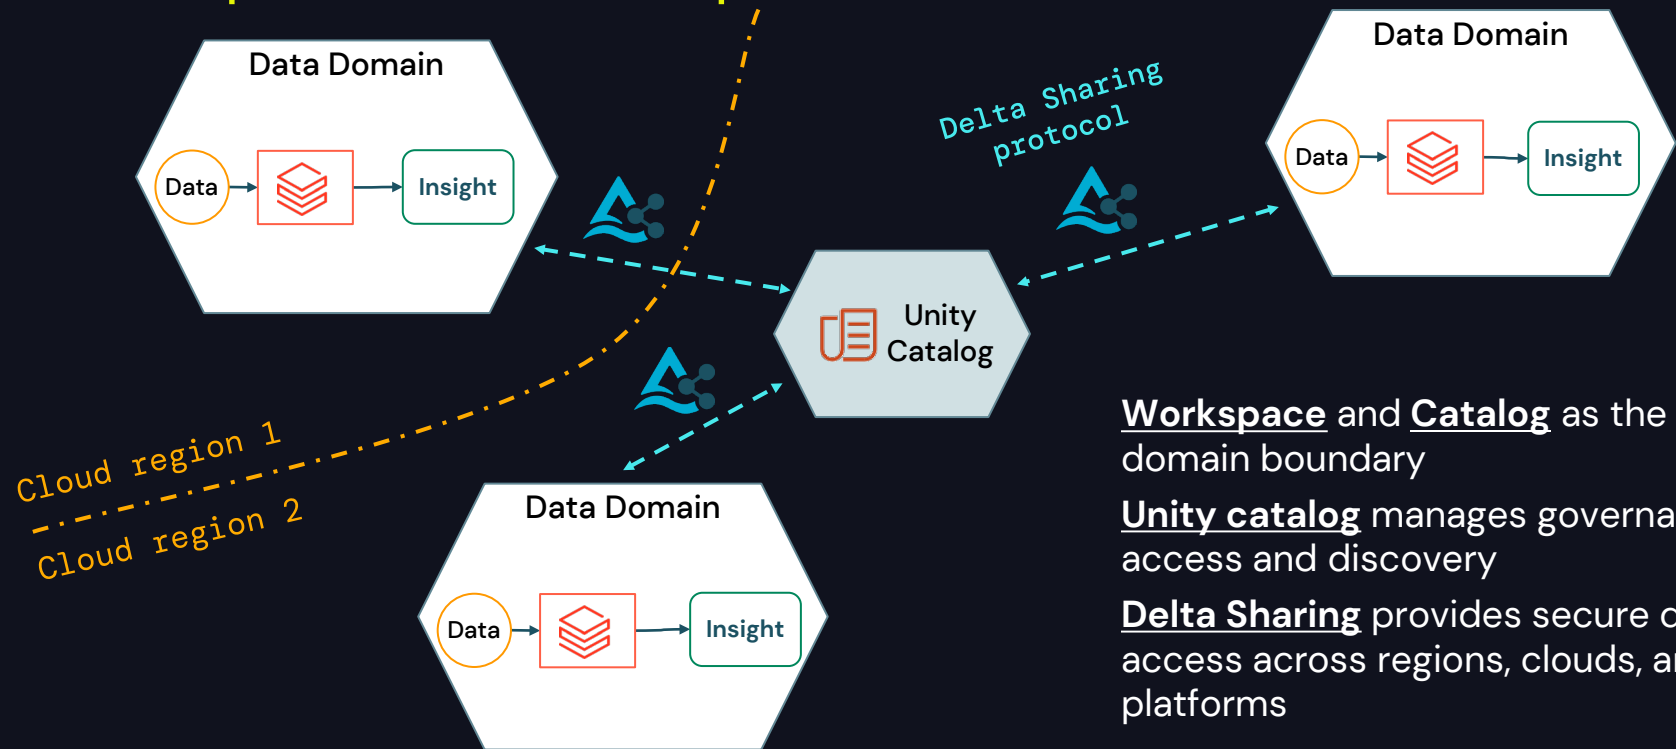 Data Domain
Data
Insight
Delta Sharing
protocol
Data Domain
Data
Insight
Unity
Catalog
Cloud region 1
Cloud region 2
Data Domain
Data
Insight
Workspace and Catalog as the
domain boundary
Unity catalog manages
access and discovery
Delta Sharing provides secure
access across regions, clouds,
platforms